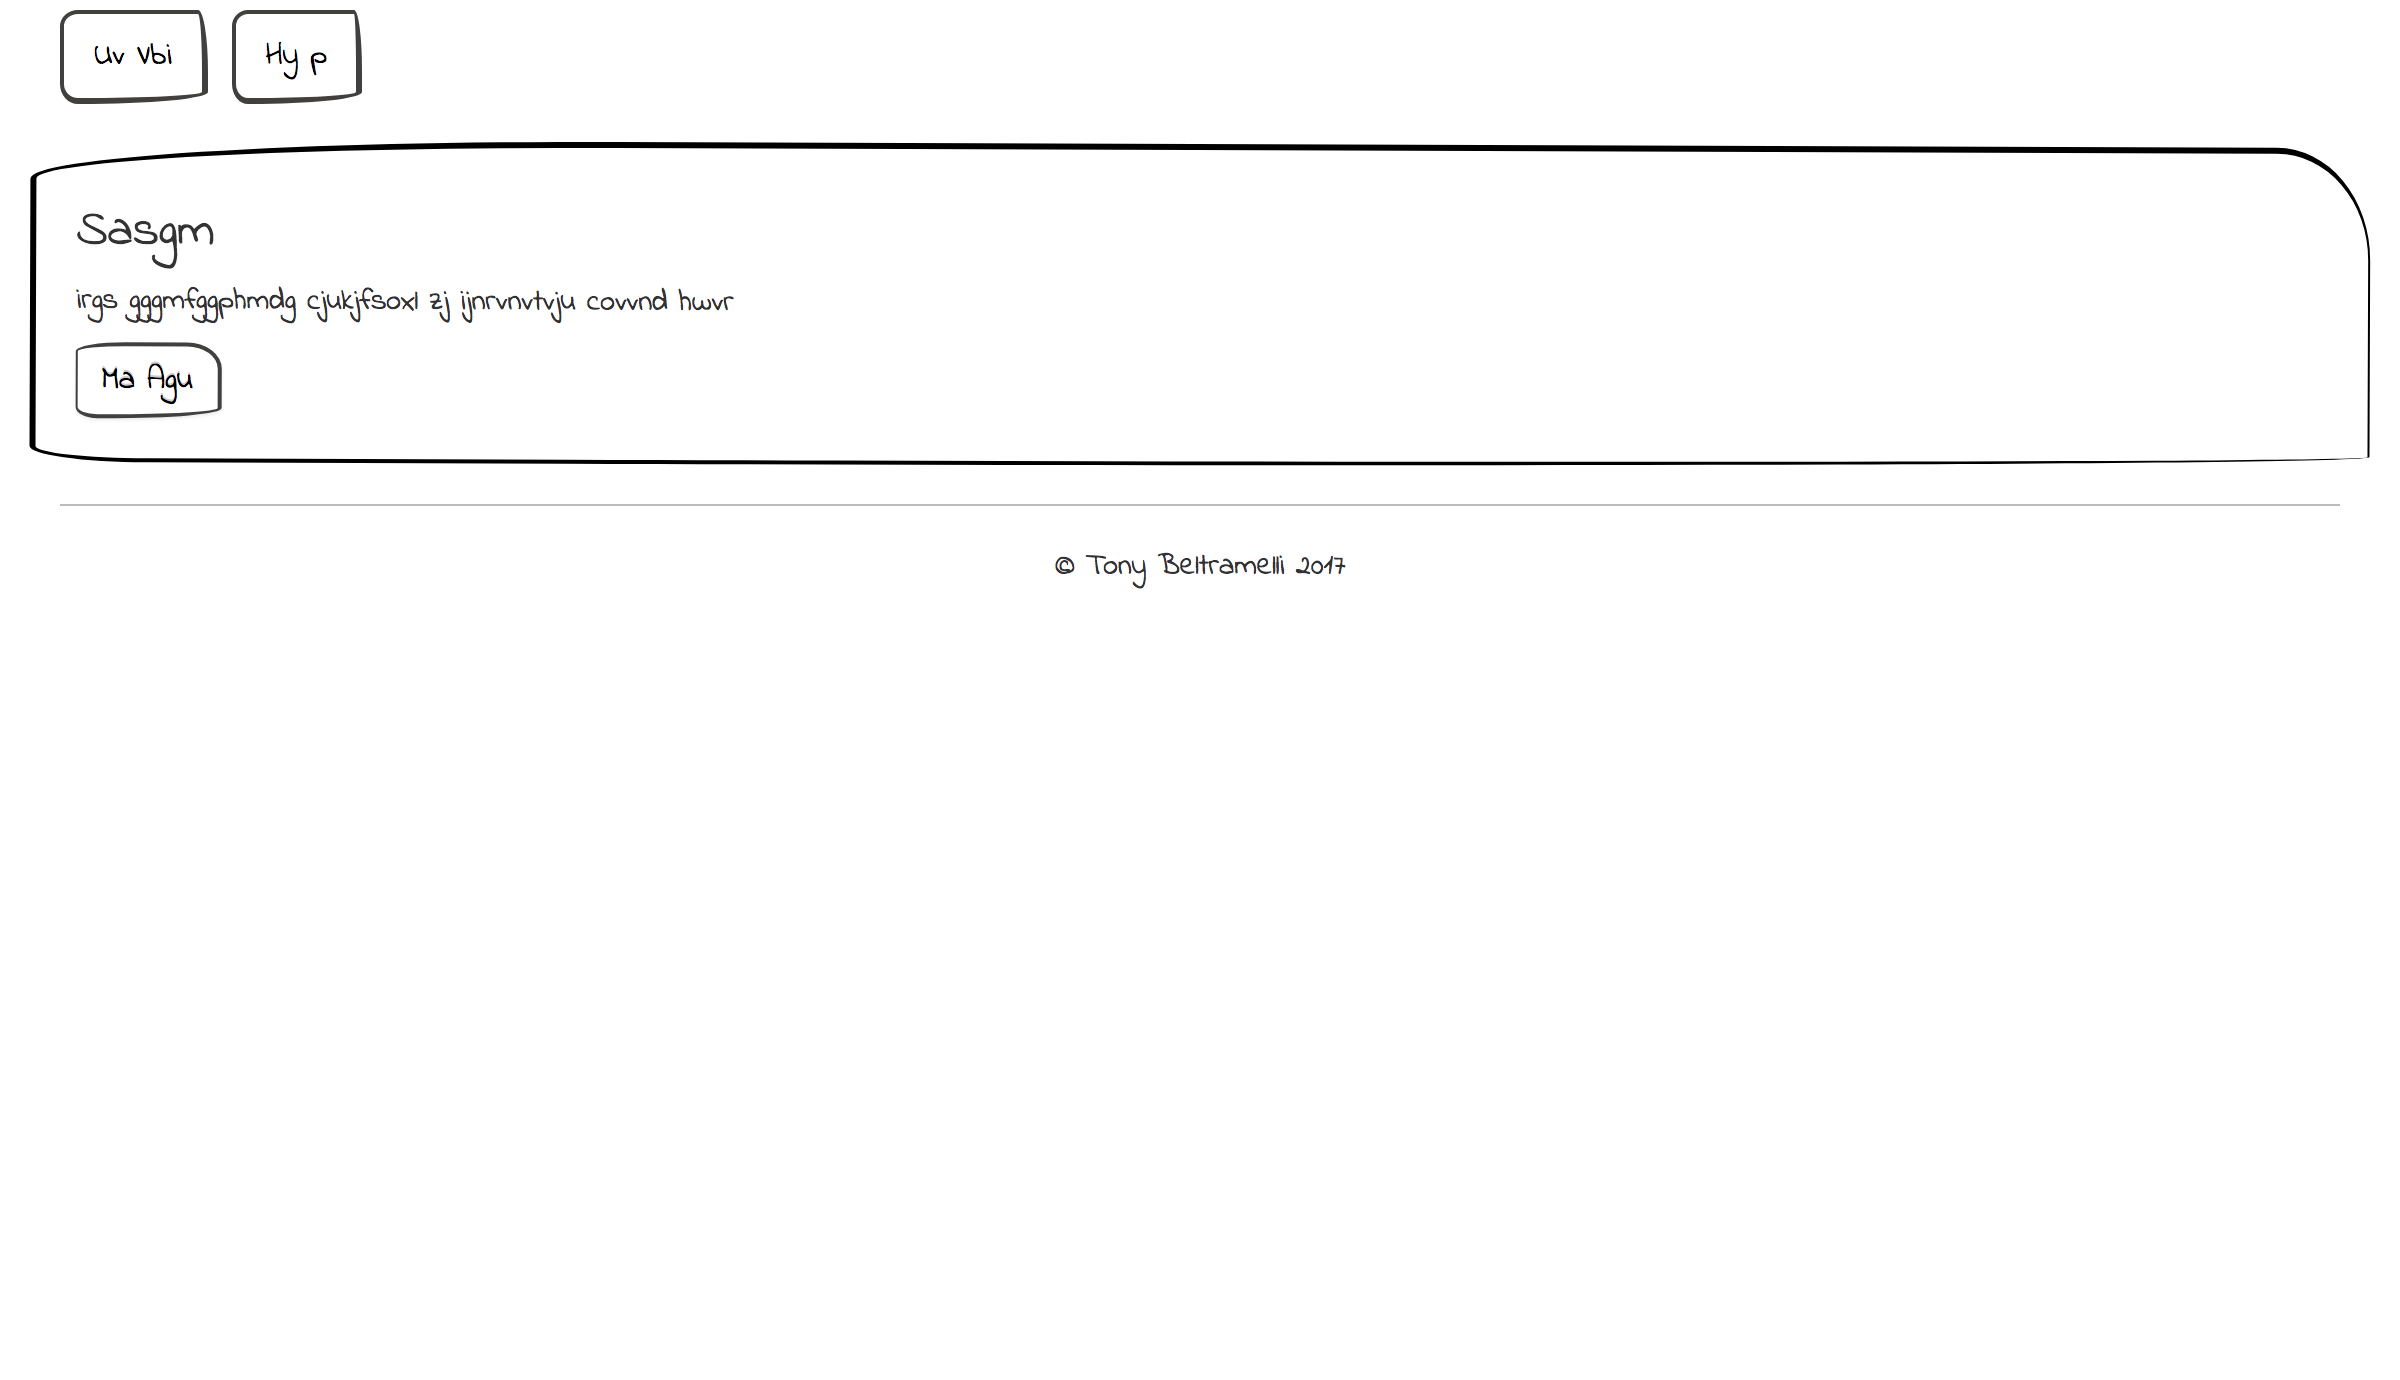 Uv Vbi
Hy p
Sasgm
irgs gggmfggphmdg cjukjfsoxl zj ijnrvnvtvju covvnd hwvr
Ma Agu
© Tony Beltramelli 2017